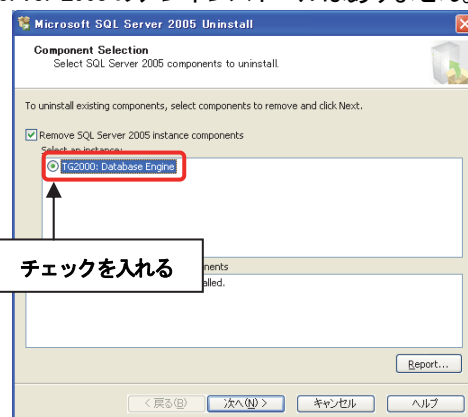 Microsoft SQL Server 2005 Uninstall
Component Selection
Select SQL Server 2005 components to uninstall.
To uninstall existing components, select components to remove and click Next.
Remove SQL Server 2005 instance components
Select an instance:
TG2000: Database Engine
チェックを入れる
nents
alled.
Report...
< 戻る(B)
次へ(N) >
キャンセル
ヘルプ